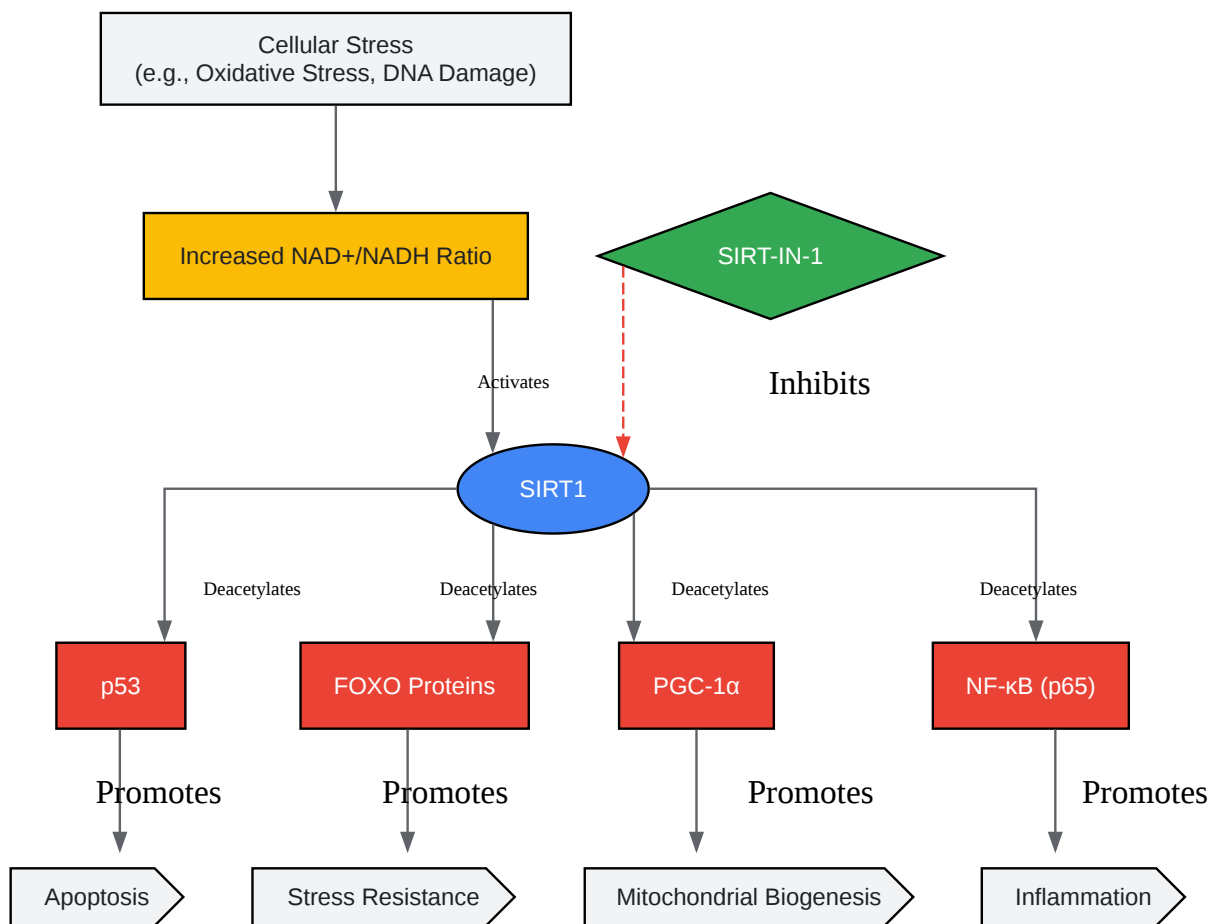 Cellular Stress
(e.g., Oxidative Stress, DNA Damage)
Increased NAD+/NADH Ratio
SIRT-IN-1
Activates
Inhibits
SIRT1
Deacetylates
Deacetylates
Deacetylates
Deacetylates
p53
FOXO Proteins
PGC-1α
NF-κB (p65)
Promotes
Promotes
Promotes
Promotes
Apoptosis
Stress Resistance
Mitochondrial Biogenesis
Inflammation